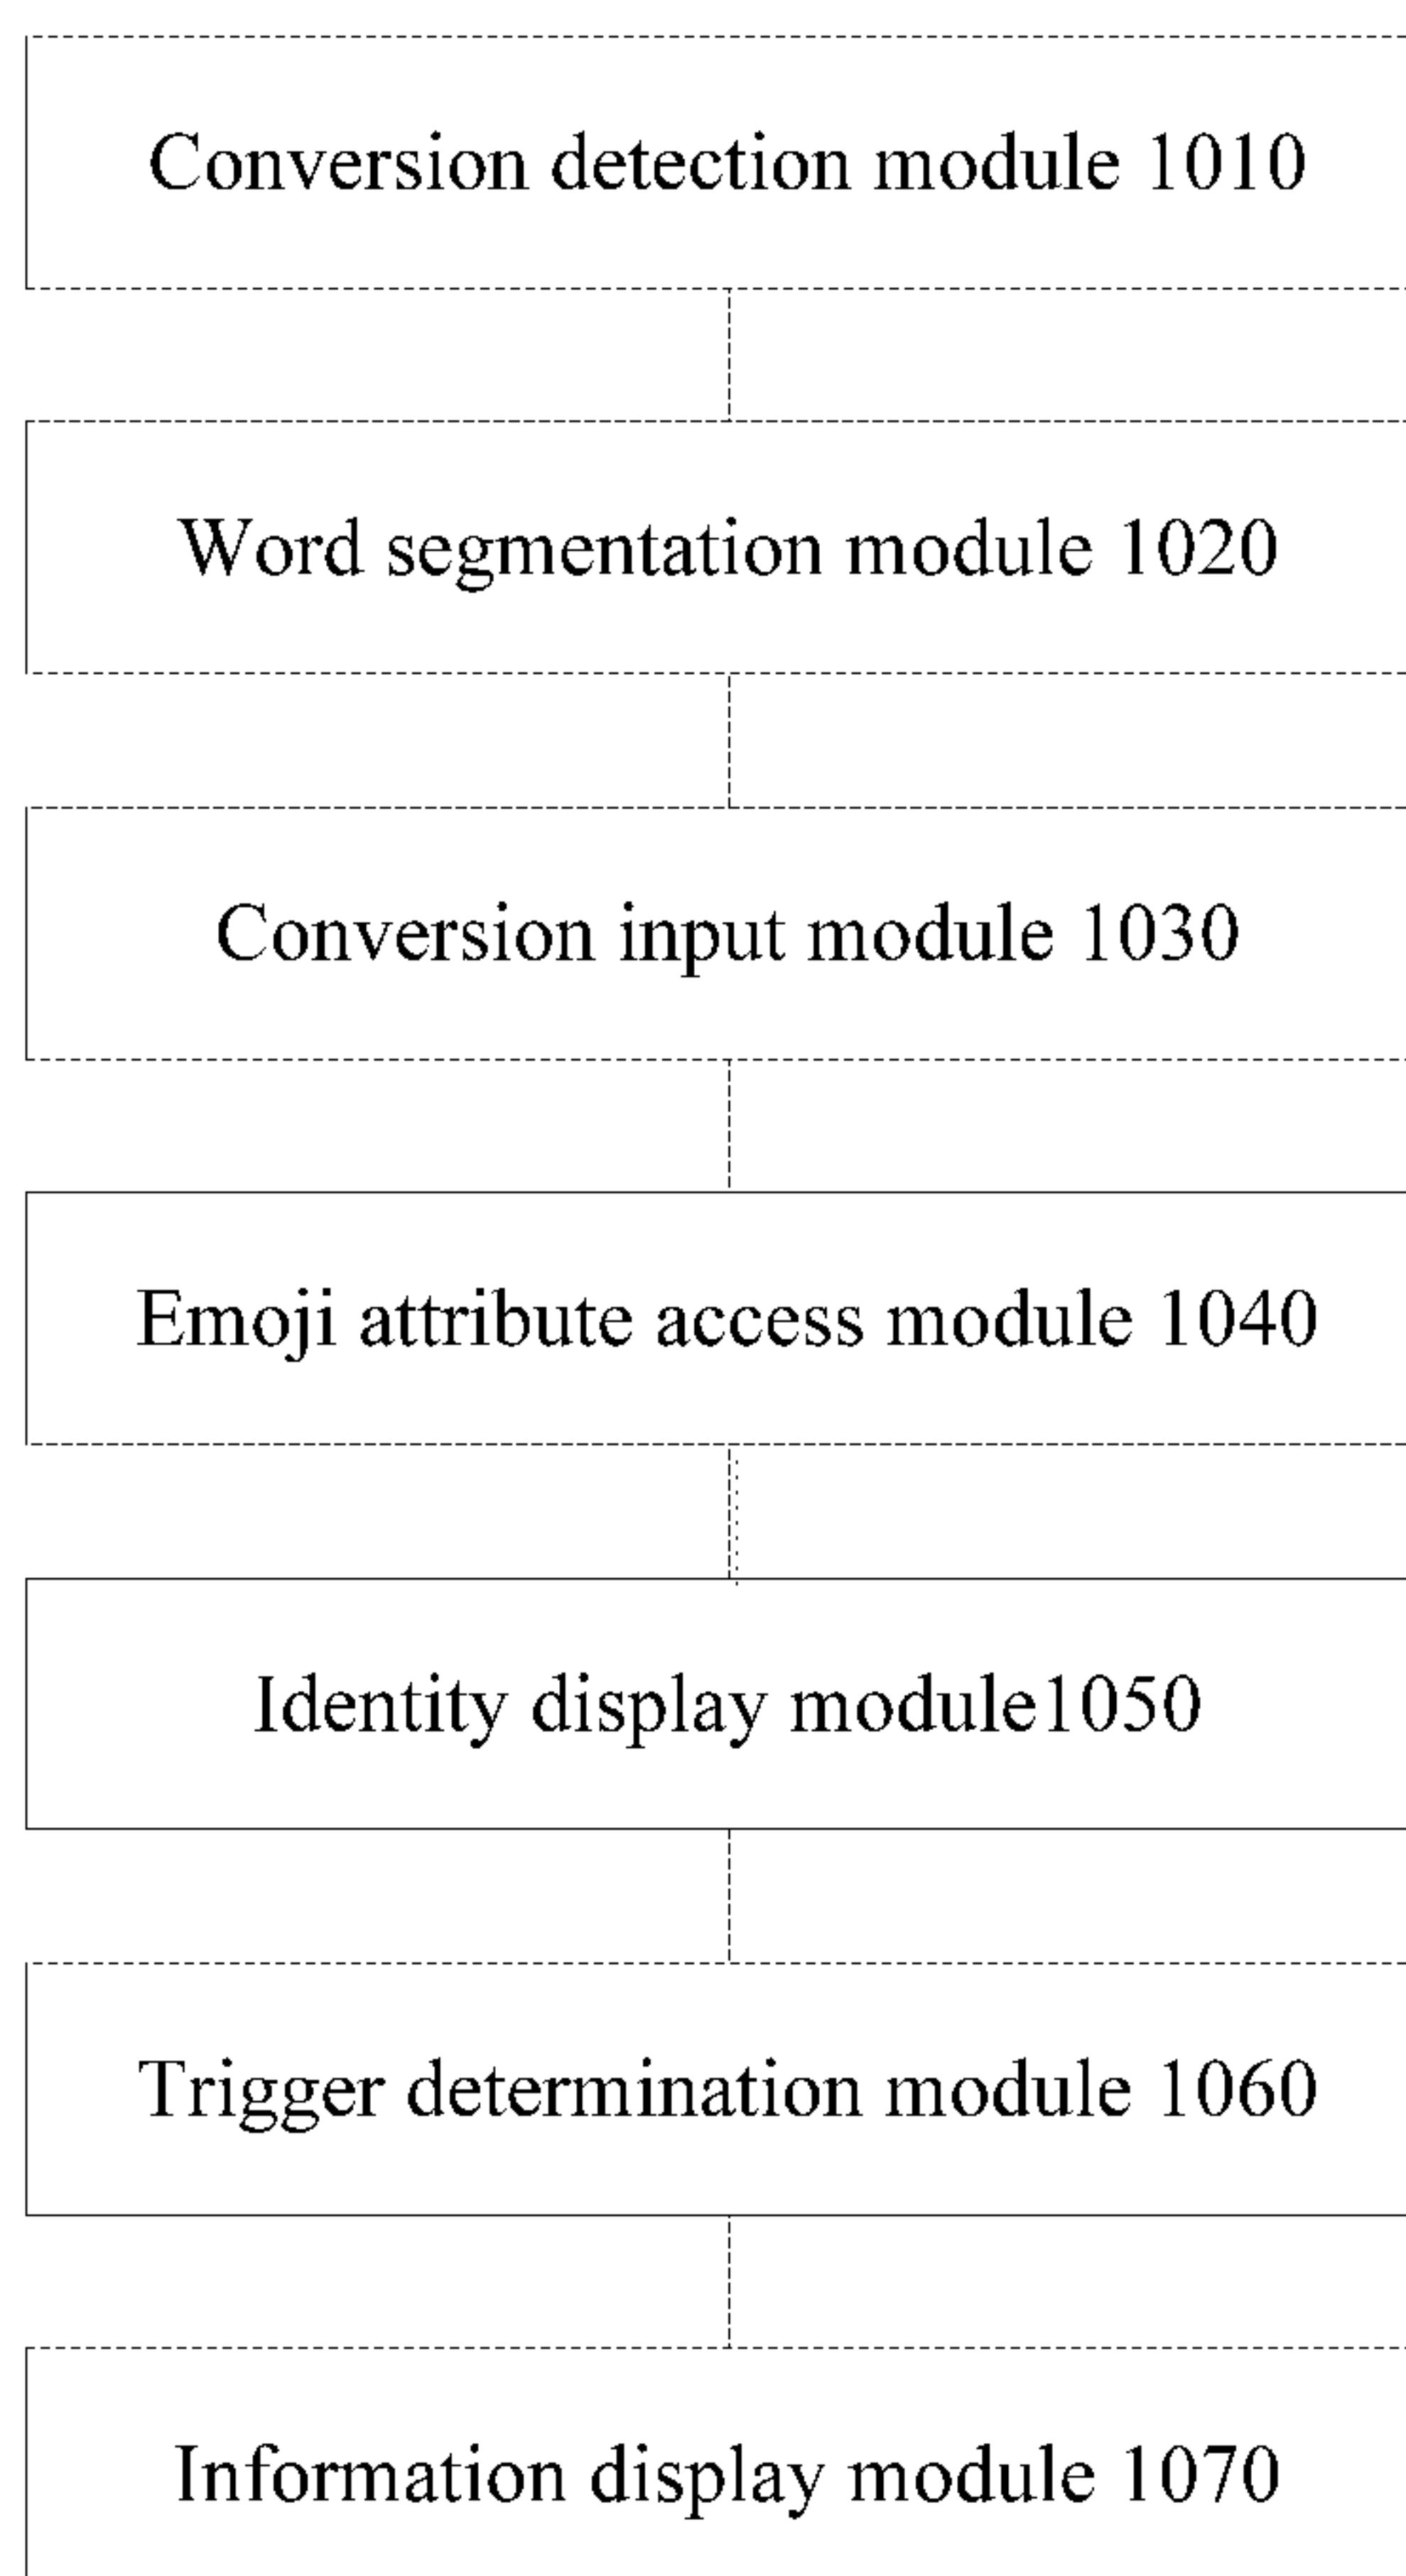 Conversion detection module 1010
Word segmentation module 1020
Conversion input module 1030
Emoji attribute access module 1040
Identity display module1050
Trigger determination module 1060
Information display module 1070